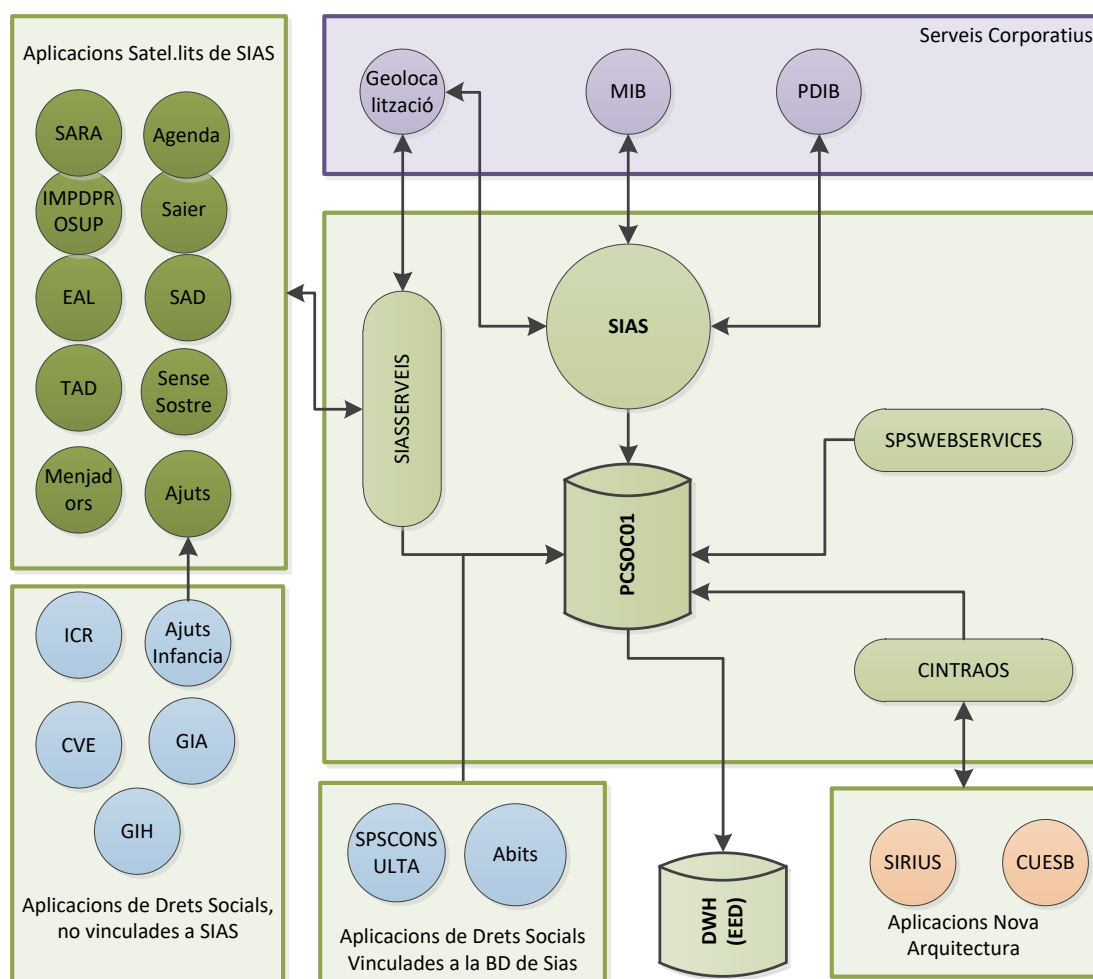 Aplicacions Satel.lits de SIAS
SARA
Agenda
IMPDPR
OSUP
Saier
EAL
SAD
TAD
Sense
Sostre
Menjad
ors
Ajuts
Serveis Corporatius
Geoloca
lització
MIB
PDIB
SIAS
SIASSERVEIS
SPSWEBSERVICES
PCSOC01
CINTRAOS
ICR
Ajuts
Infancia
CVE
GIA
GIH
Aplicacions de Drets Socials,
no vinculades a SIAS
SPSCONS
ULTA
Abits
Aplicacions de Drets Socials
Vinculades a la BD de Sias
DWH
(EED)
SIRIUS
CUESB
Aplicacions Nova
Arquitectura